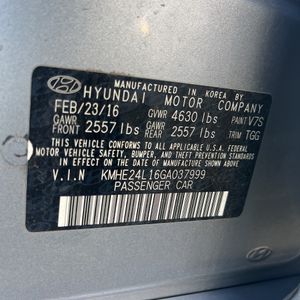 MANUFACTURED IN KOREA
HYUNDAI MOTOR COMPANY
FEB/23/16 GVWR 4630 lbs PAINT V7S
GAWR FRONT 2557 lbs GAWR REAR 2557 lbs TRIM TGG
THIS VEHICLE CONFORMS TO ALL APPLICABLE FEDERAL
MOTOR VEHICLE SAFETY, BUMPER, AND THEFT PREVENTION
STANDARDS IN EFFECT ON THE DATE OF MANUFACTURE SHOWN ABOVE.
V.I.N KMHE24L16GA037999
PASSENGER CAR